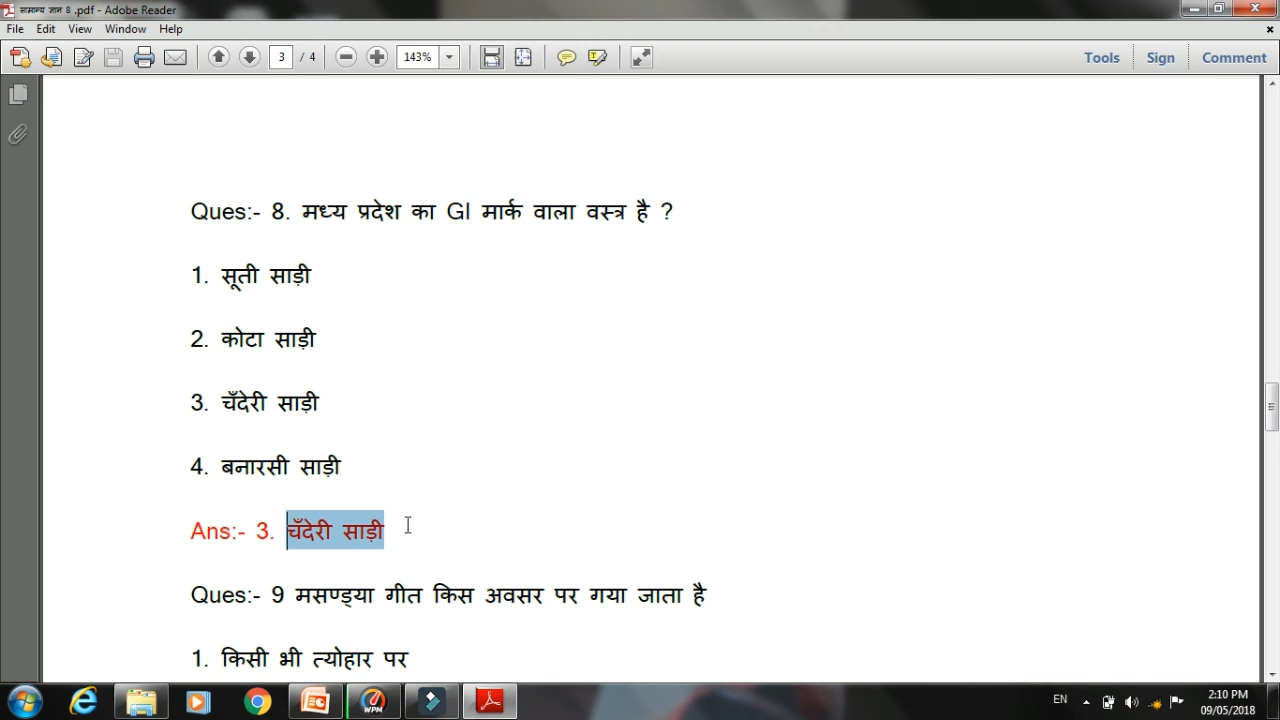 सामान्य ज्ञान 8 .pdf - Adobe Reader
File Edit View Window Help
3 / 4 143% Tools Sign Comment
Ques:- 8. मध्य प्रदेश का GI मार्क वाला वस्त्र है ?
1. सूती साड़ी
2. कोटा साड़ी
3. चँदेरी साड़ी
4. बनारसी साड़ी
Ans:- 3. चँदेरी साड़ी
Ques:- 9 मसण्ड्या गीत किस अवसर पर गया जाता है
1. किसी भी त्योहार पर
WPM
EN
2:10 PM
09/05/2018